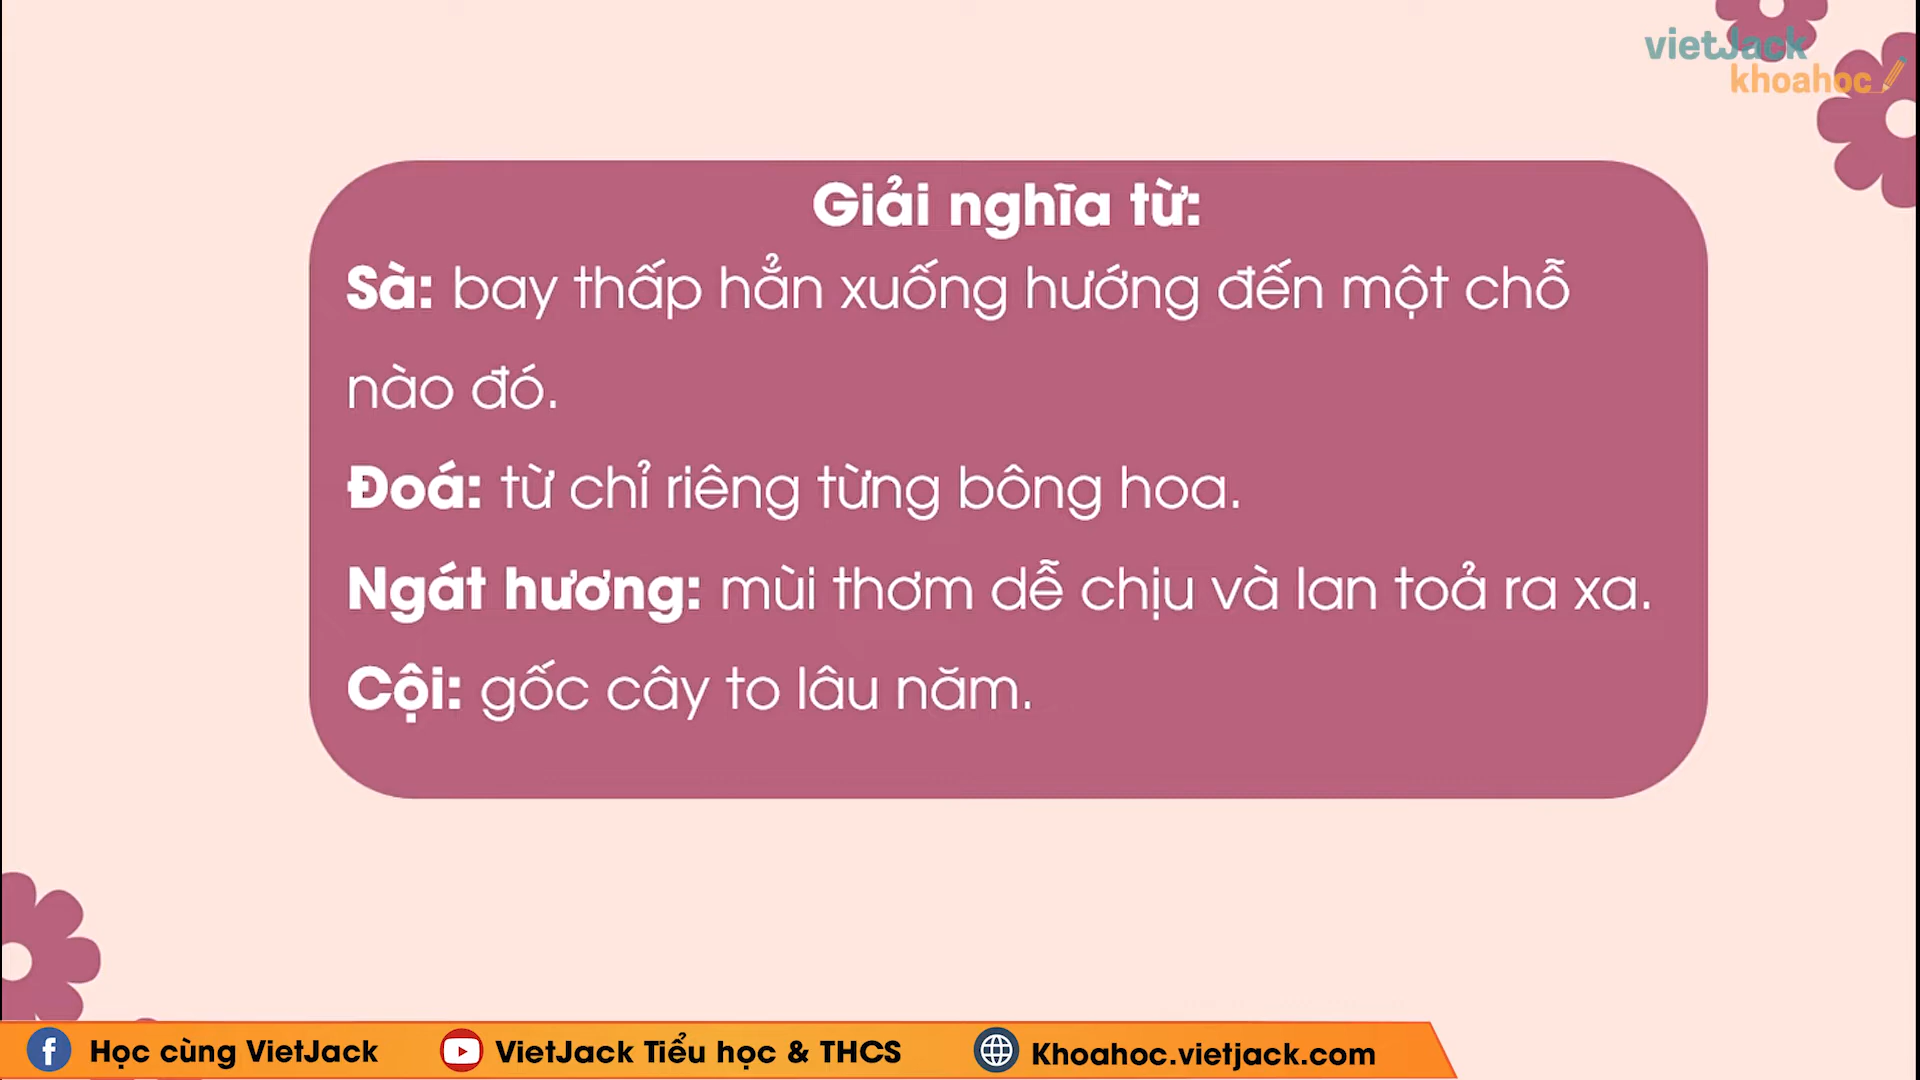 vietJack
khoahoc
Giải nghĩa từ:
Sà: bay thấp hẳn xuống hướng đến một chỗ
nào đó.
Đoá: từ chỉ riêng từng bông hoa.
Ngát hương: mùi thơm dễ chịu và lan toả ra xa.
Cội: gốc cây to lâu năm.
Học cùng VietJack
VietJack Tiểu học & THCS
Khoahoc.vietjack.com